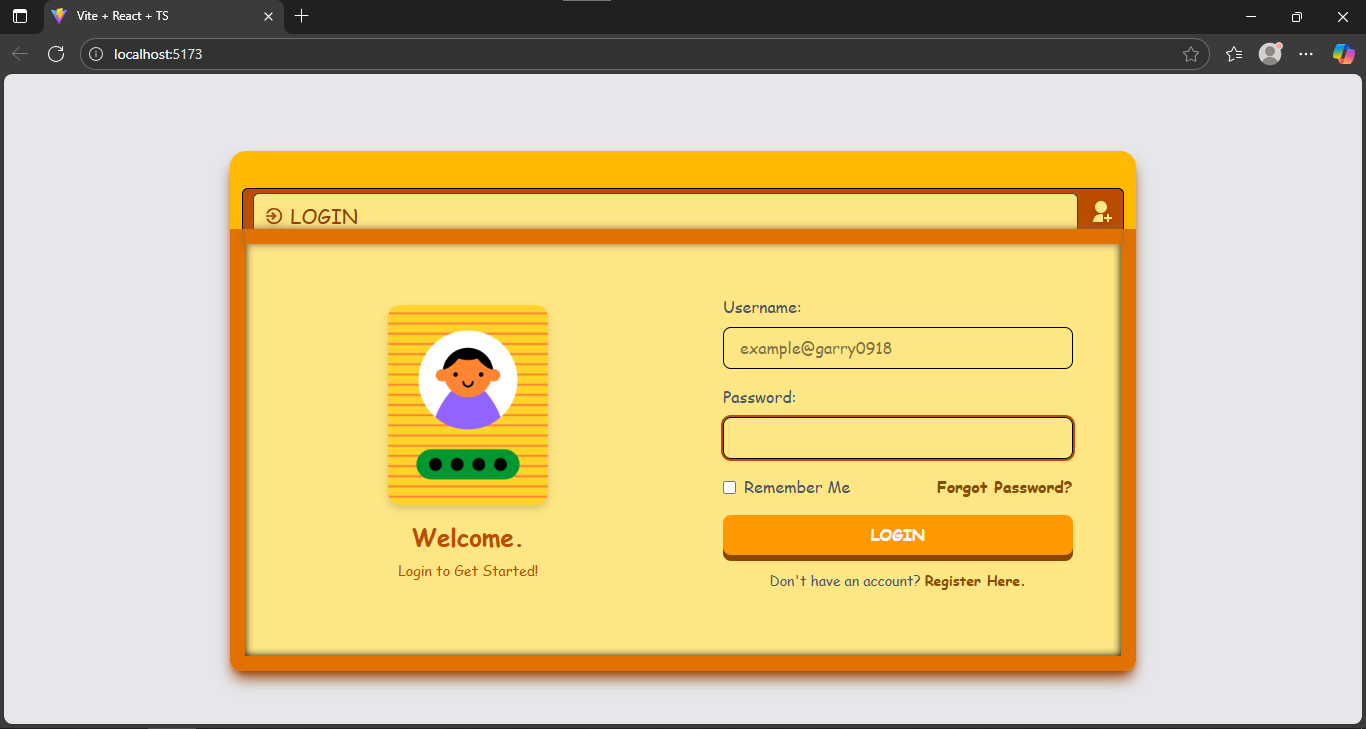 Vite + React + TS
localhost:5173
LOGIN
Username:
example@garry0918
Password:
Remember Me Forgot Password?
LOGIN
Don't have an account? Register Here.
Welcome.
Login to Get Started!